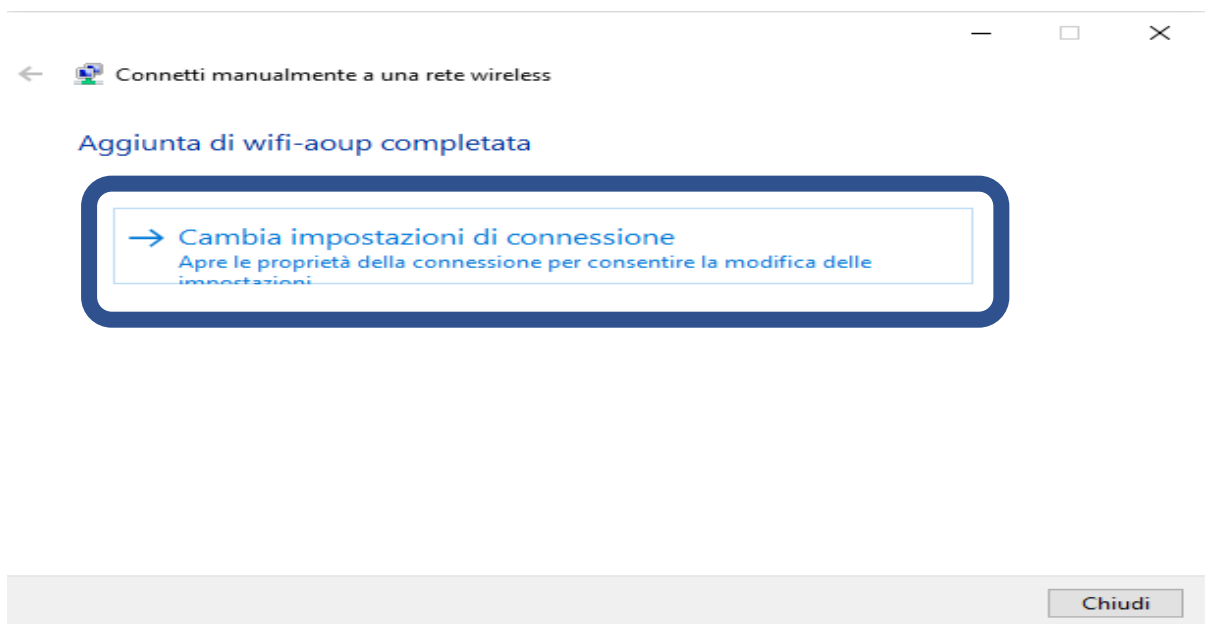 Connetti manualmente a una rete wireless
Aggiunta di wifi-aoup completata
Cambia impostazioni di connessione
Apre le proprietà della connessione per consentire la modifica delle
impostazioni
Chiudi